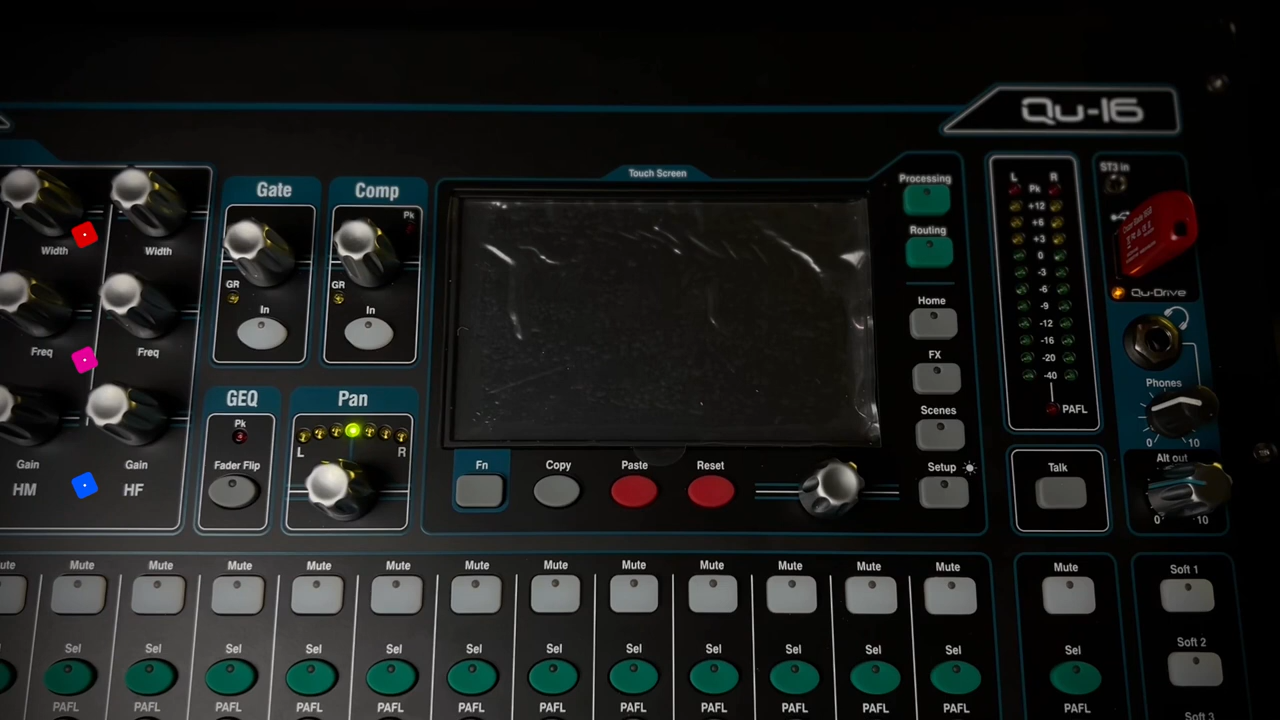 Qu-16
Touch Screen
Gate
Comp
Pk
GR
In
GR
In
Width
Width
Freq
Freq
Gain
Gain
HM
HF
GEQ
Pk
Fader Flip
Pan
L
R
Fn
Copy
Paste
Reset
Processing
Routing
Home
FX
Scenes
Setup
L
R
Pk
+12
+6
+3
0
-3
-6
-9
-12
-16
-20
-40
PAFL
Talk
ST3 in
Qu-Drive
Phones
0
10
Alt out
0
10
ute
Mute
Mute
Mute
Mute
Mute
Mute
Mute
Mute
Mute
Mute
Mute
Mute
Mute
Soft 1
Sel
Sel
Sel
Sel
Sel
Sel
Sel
Sel
Sel
Sel
Sel
Sel
Sel
Soft 2
PAFL
PAFL
PAFL
PAFL
PAFL
PAFL
PAFL
PAFL
PAFL
PAFL
PAFL
PAFL
PAFL
Soft 3